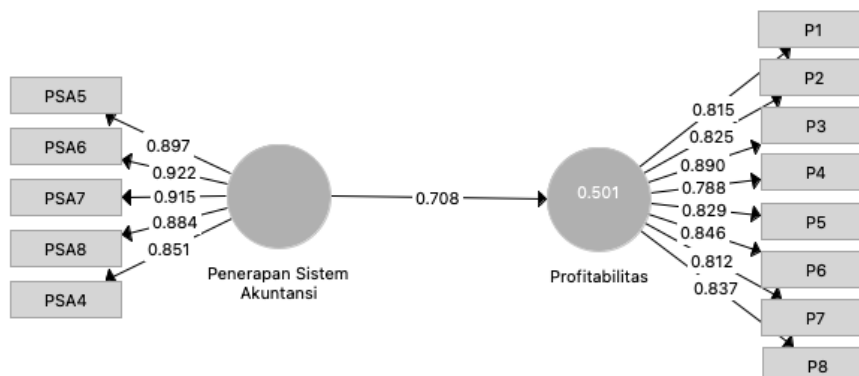 P1
P2
P3
P4
P5
P6
P7
P8
PSA5
PSA6
PSA7
PSA8
PSA4
0.897
0.922
0.915
0.884
0.851
Penerapan Sistem
Akuntansi
0.708
0.501
Profitabilitas
0.815
0.825
0.890
0.788
0.829
0.846
0.812
0.837